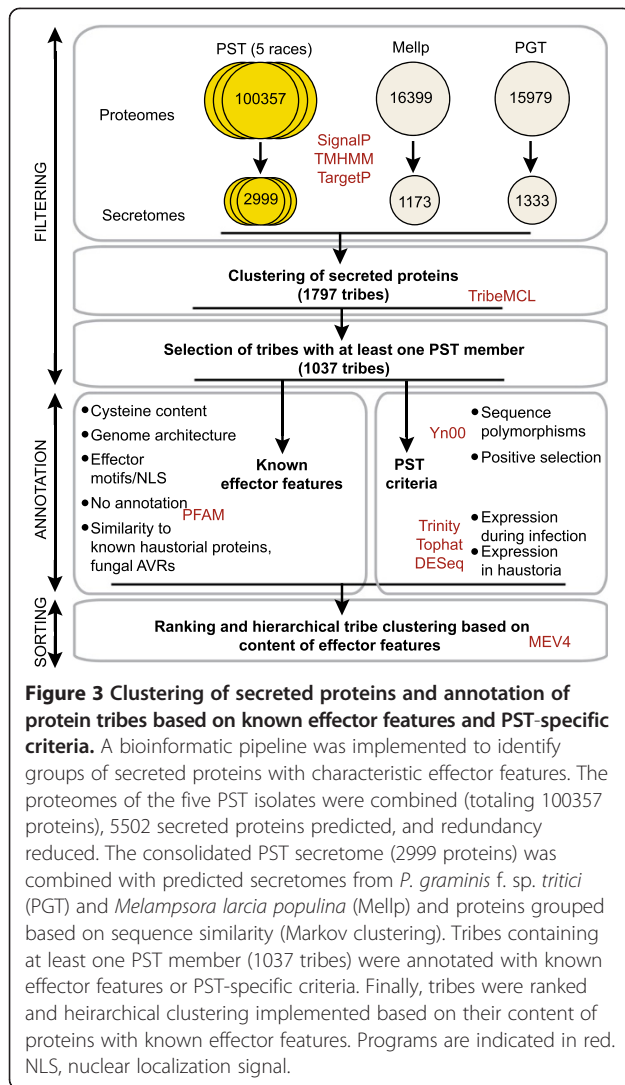 PST (5 races)
Mellp
PGT
Proteomes
100357
16399
15979
SignalP
TMHMM
TargetP
Secretomes
2999
1173
1333
FILTERING
Clustering of secreted proteins
(1797 tribes)
TribeMCL
Selection of tribes with at least one PST member
(1037 tribes)
ANNOTATION
• Cysteine content
• Genome architecture
• Effector
motifs/NLS
• No annotation
PFAM
• Similarity to
known haustorial proteins,
fungal AVRs
Known
effector features
PST
criteria
Yn00
• Sequence
polymorphisms
• Positive selection
Trinity
Tophat
DESeq
• Expression
during infection
• Expression
in haustoria
SORTING
Ranking and hierarchical tribe clustering based on
content of effector features
MEV4
Figure 3 Clustering of secreted proteins and annotation of
protein tribes based on known effector features and PST-specific
criteria. A bioinformatic pipeline was implemented to identify
groups of secreted proteins with characteristic effector features. The
proteomes of the five PST isolates were combined (totaling 100357
proteins), 5502 secreted proteins predicted, and redundancy
reduced. The consolidated PST secretome (2999 proteins) was
combined with predicted secretomes from P. graminis f. sp. tritici
(PGT) and Melampsora larcia populina (Mellp) and proteins grouped
based on sequence similarity (Markov clustering). Tribes containing
at least one PST member (1037 tribes) were annotated with known
effector features or PST-specific criteria. Finally, tribes were ranked
and heirarchical clustering implemented based on their content of
proteins with known effector features. Programs are indicated in red.
NLS, nuclear localization signal.